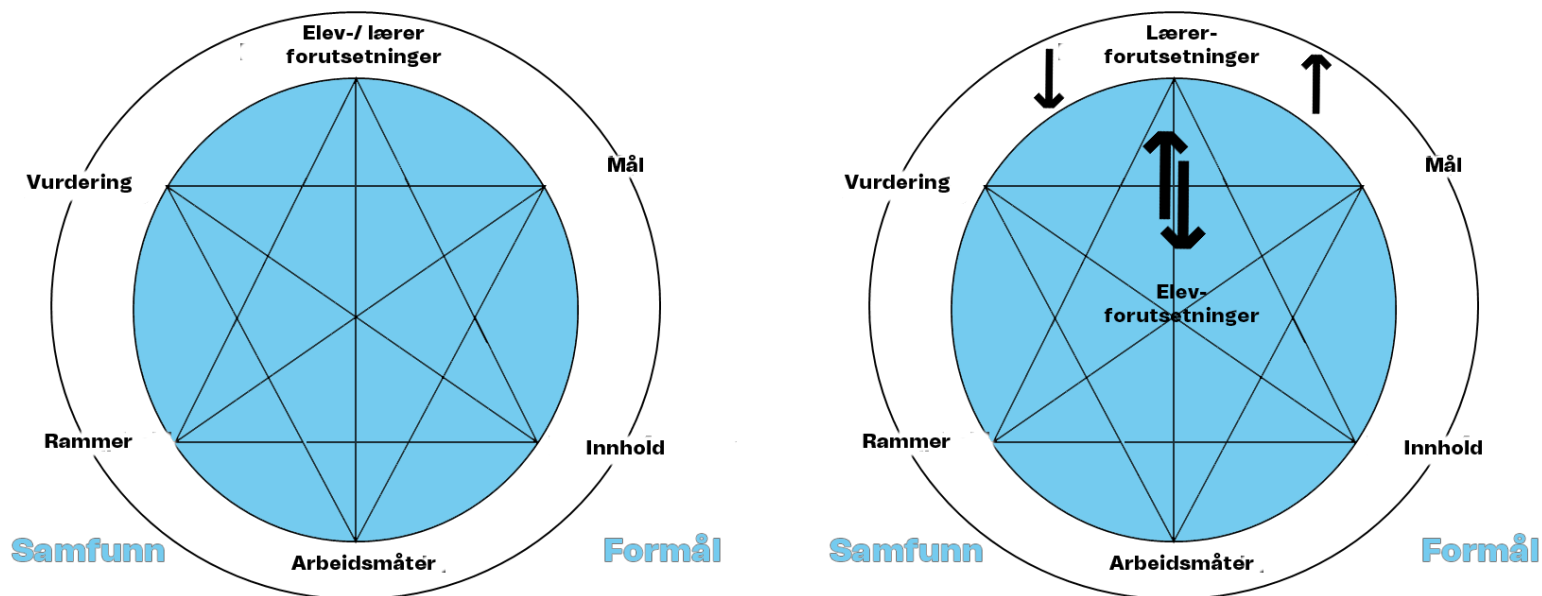 Elev-/ lærer
forutsetninger
Mål
Vurdering
Rammer
Innhold
Samfunn
Formål
Arbeidsmåter
Lærer-
forutsetninger
Mål
Vurdering
Elev-
forutsetninger
Rammer
Innhold
Samfunn
Formål
Arbeidsmåter